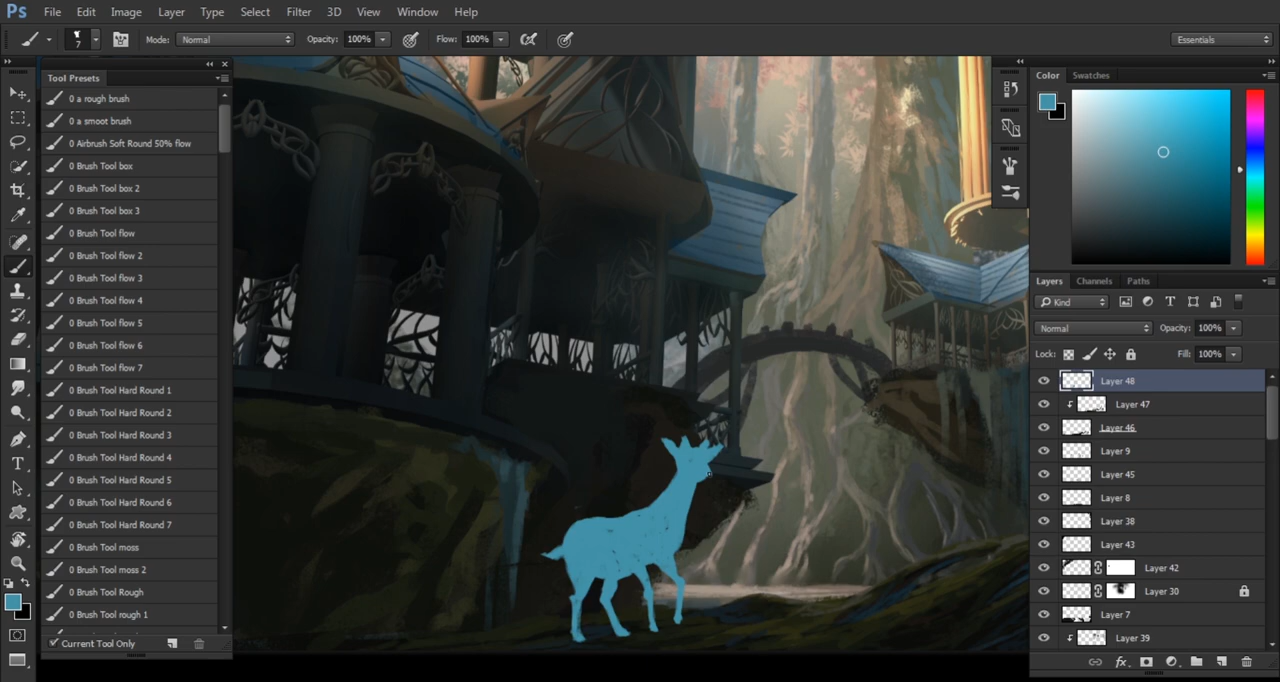 Ps File Edit Image Layer Type Select Filter 3D View Window Help
7 Mode: Normal Opacity: 100% Flow: 100% Essentials
Tool Presets
0 a rough brush
0 a smoot brush
0 Airbrush Soft Round 50% flow
0 Brush Tool box
0 Brush Tool box 2
0 Brush Tool box 3
0 Brush Tool flow
0 Brush Tool flow 2
0 Brush Tool flow 3
0 Brush Tool flow 4
0 Brush Tool flow 5
0 Brush Tool flow 6
0 Brush Tool flow 7
0 Brush Tool Hard Round 1
0 Brush Tool Hard Round 2
0 Brush Tool Hard Round 3
0 Brush Tool Hard Round 4
0 Brush Tool Hard Round 5
0 Brush Tool Hard Round 6
0 Brush Tool Hard Round 7
0 Brush Tool moss
0 Brush Tool moss 2
0 Brush Tool Rough
0 Brush Tool rough 1
Current Tool Only
Color Swatches
Layers Channels Paths
Kind
Normal Opacity: 100%
Lock: Fill: 100%
Layer 48
Layer 47
Layer 46
Layer 9
Layer 45
Layer 8
Layer 38
Layer 43
Layer 42
Layer 30
Layer 7
Layer 39